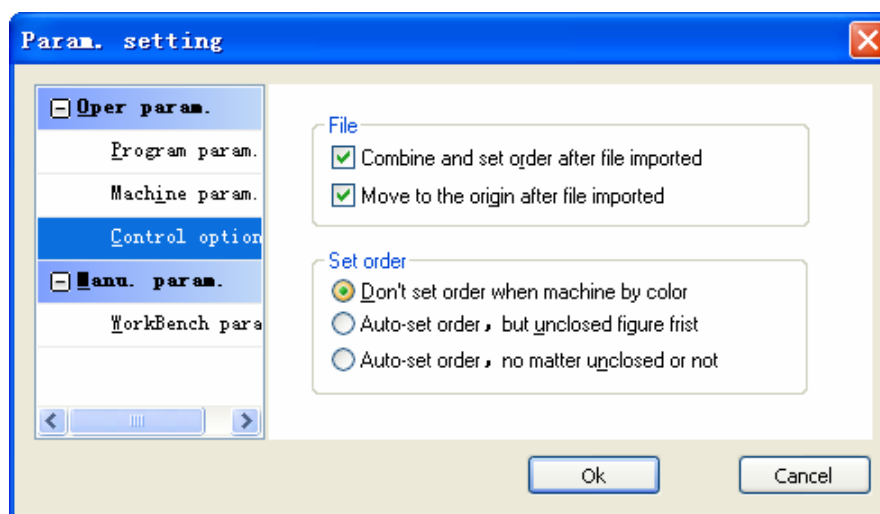 Param. setting
Oper param.
Program param.
Machine param.
Control option
Manu. param.
WorkBench para
File
Combine and set order after file imported
Move to the origin after file imported
Set order
Don't set order when machine by color
Auto-set order, but unclosed figure frist
Auto-set order, no matter unclosed or not
Ok
Cancel